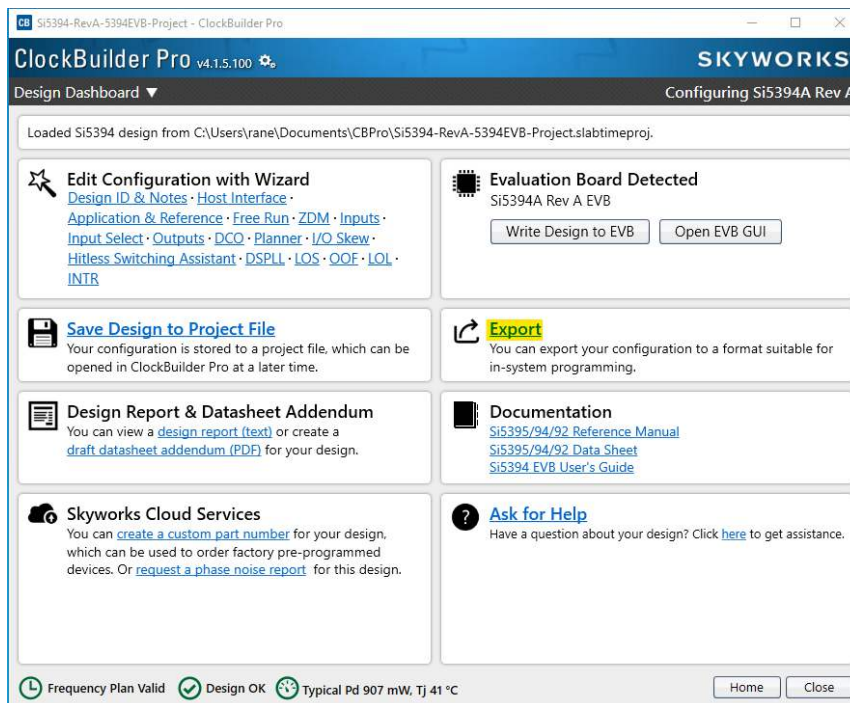 CB Si5394-RevA-5394EVB-Project - ClockBuilder Pro
ClockBuilder Pro v4.1.5.100
SKYWORKS
Design Dashboard ▼
Configuring Si5394A Rev A
Loaded Si5394 design from C:\Users\rane\Documents\CBPro\Si5394-RevA-5394EVB-Project.slabtimeproj.
Edit Configuration with Wizard
Design ID & Notes · Host Interface ·
Application & Reference · Free Run · ZDM · Inputs ·
Input Select · Outputs · DCO · Planner · I/O Skew ·
Hitless Switching Assistant · DSPLL · LOS · OOF · LOL ·
INTR
Evaluation Board Detected
Si5394A Rev A EVB
Write Design to EVB
Open EVB GUI
Save Design to Project File
Your configuration is stored to a project file, which can be
opened in ClockBuilder Pro at a later time.
Export
You can export your configuration to a format suitable for
in-system programming.
Design Report & Datasheet Addendum
You can view a design report (text) or create a
draft datasheet addendum (PDF) for your design.
Documentation
Si5395/94/92 Reference Manual
Si5395/94/92 Data Sheet
Si5394 EVB User's Guide
Skyworks Cloud Services
You can create a custom part number for your design,
which can be used to order factory pre-programmed
devices. Or request a phase noise report for this design.
? Ask for Help
Have a question about your design? Click here to get assistance.
Frequency Plan Valid
Design OK
Typical Pd 907 mW, Tj 41 °C
Home
Close